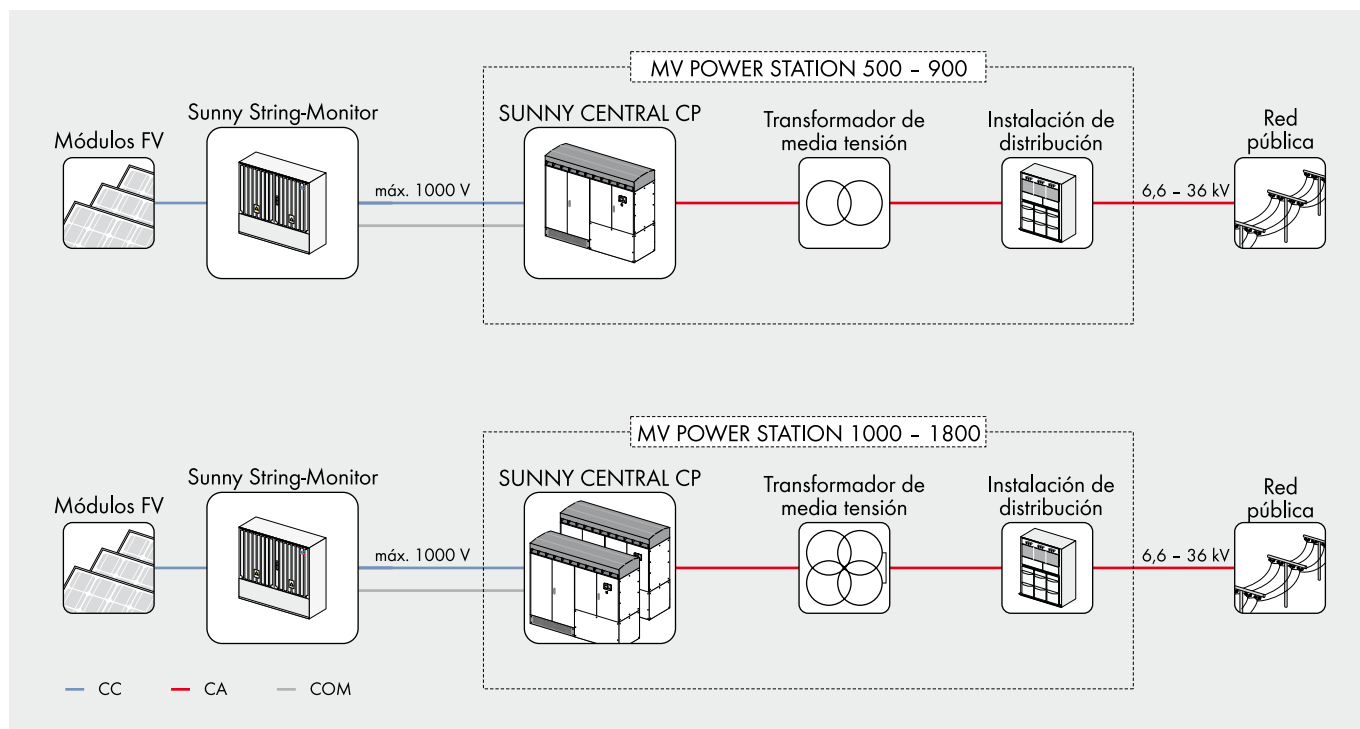 MV POWER STATION 500 – 900
Sunny String-Monitor
SUNNY CENTRAL CP
Transformador de
media tensión
Instalación de
distribución
Red
pública
Módulos FV
máx. 1000 V
6,6 – 36 kV
MV POWER STATION 1000 – 1800
Sunny String-Monitor
SUNNY CENTRAL CP
Transformador de
media tensión
Instalación de
distribución
Red
pública
Módulos FV
máx. 1000 V
6,6 – 36 kV
CC
CA
COM